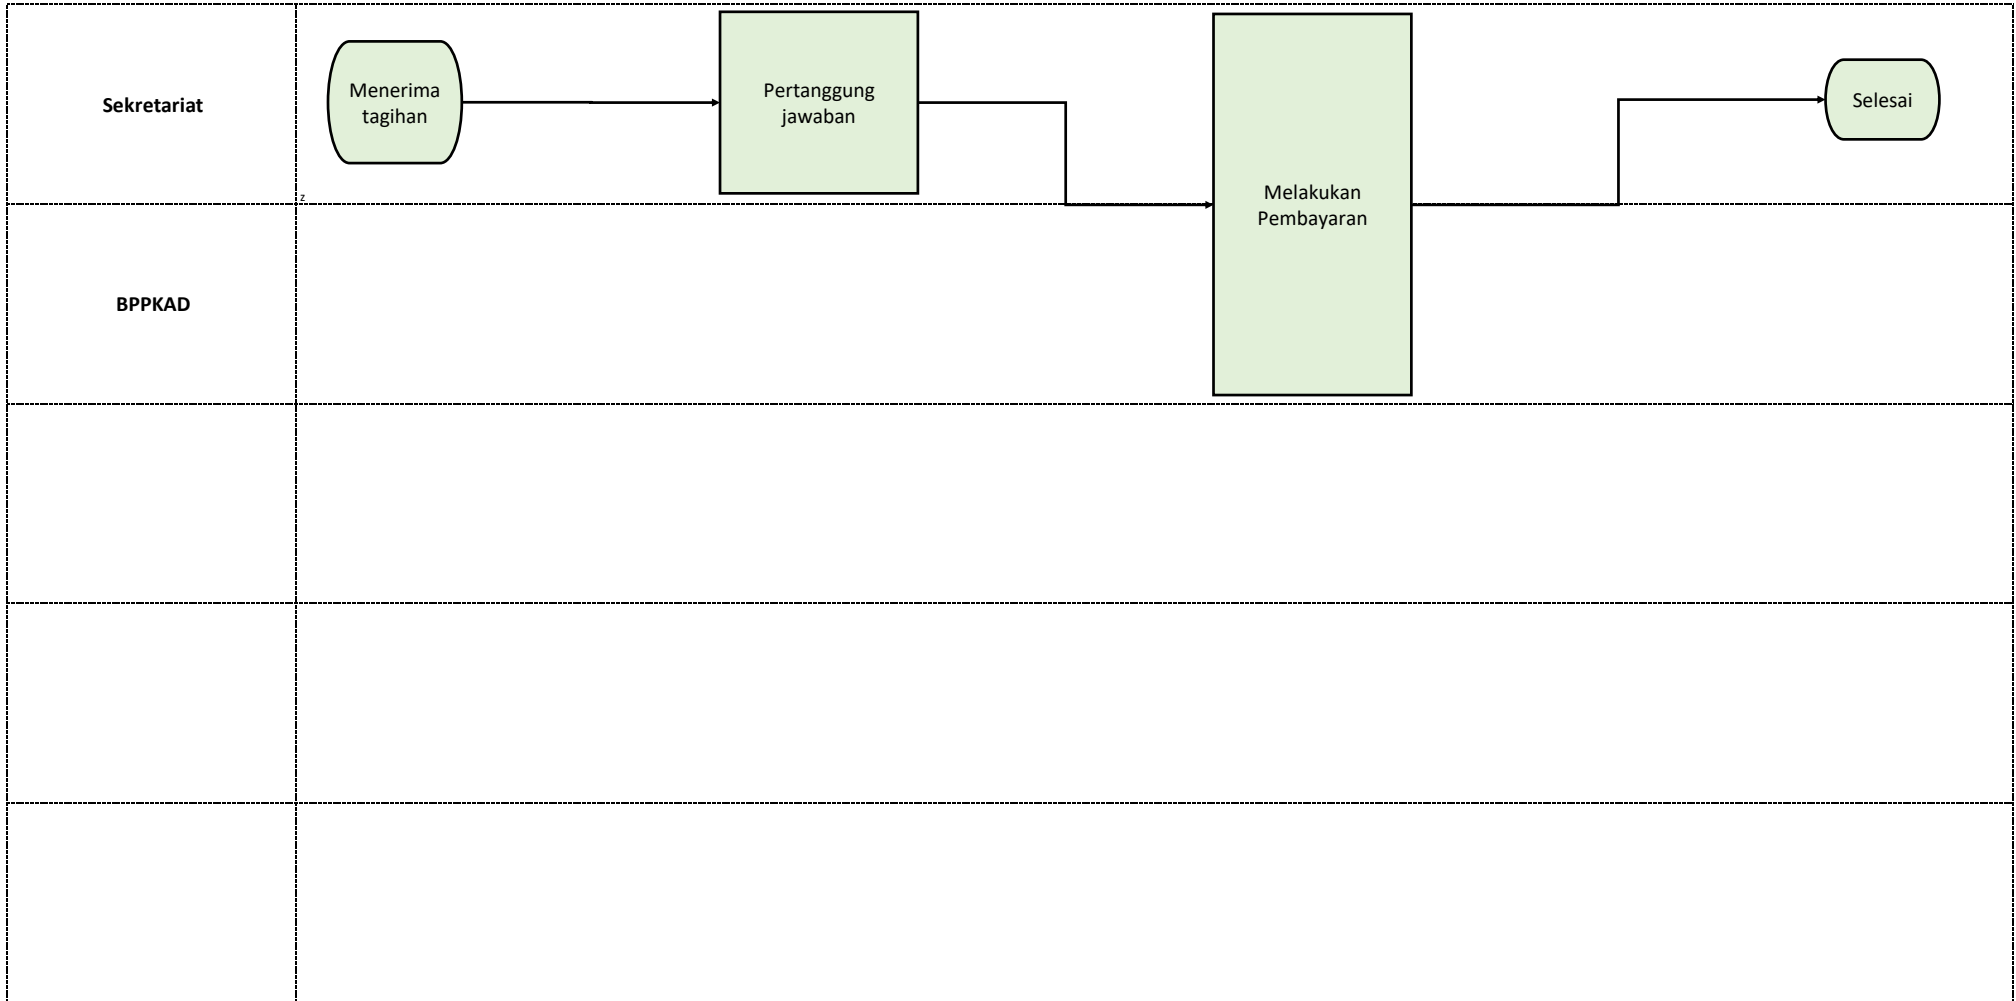 Sekretariat
Menerima
tagihan
Pertanggung
jawaban
Melakukan
Pembayaran
Selesai
z
BPPKAD